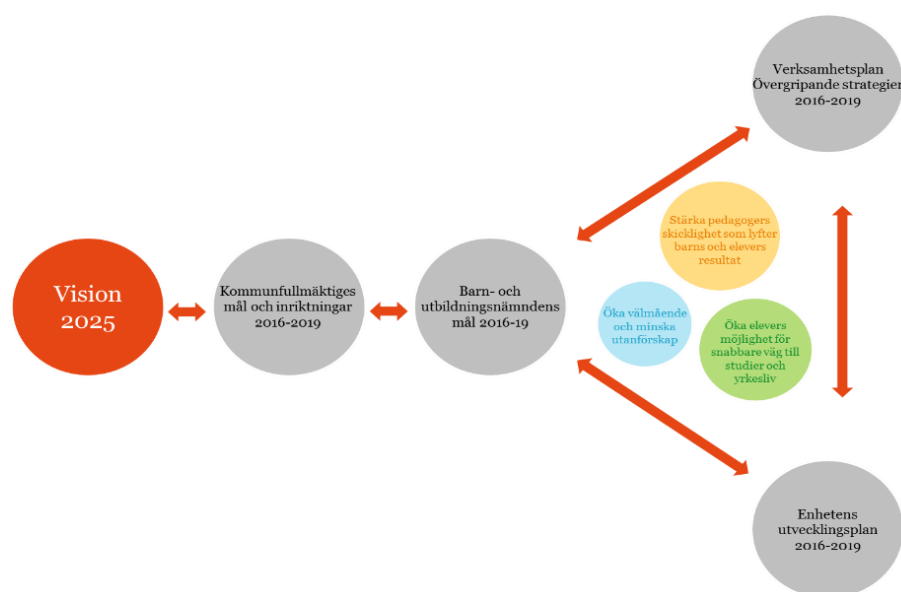 Vision
2025
Kommunfullmäktiges
mål och inriktningar
2016-2019
Barn- och
utbildningsnämndens
mål 2016-19
Verksamhetsplan
Övergripande strategier
2016-2019
Stärka pedagogers
skicklighet som lyfter
barns och elevers
resultat
Öka välmående
och minska
utanförskap
Öka elevers
möjlighet för
snabbare väg till
studier och
yrkesliv
Enhetens
utvecklingsplan
2016-2019